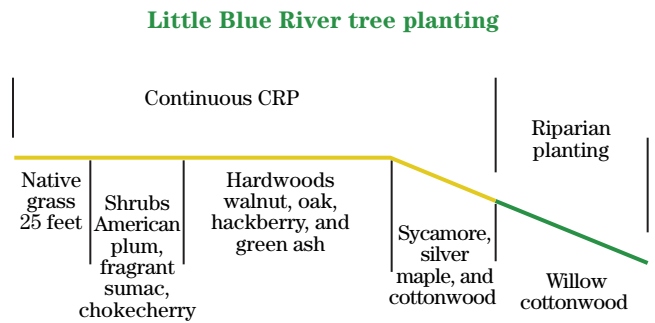 Little Blue River tree planting
Continuous CRP
Riparian
planting
Native
grass
25 feet
Shrubs
American
plum,
fragrant
sumac,
chokecherry
Hardwoods
walnut, oak,
hackberry, and
green ash
Sycamore,
silver
maple, and
cottonwood
Willow
cottonwood